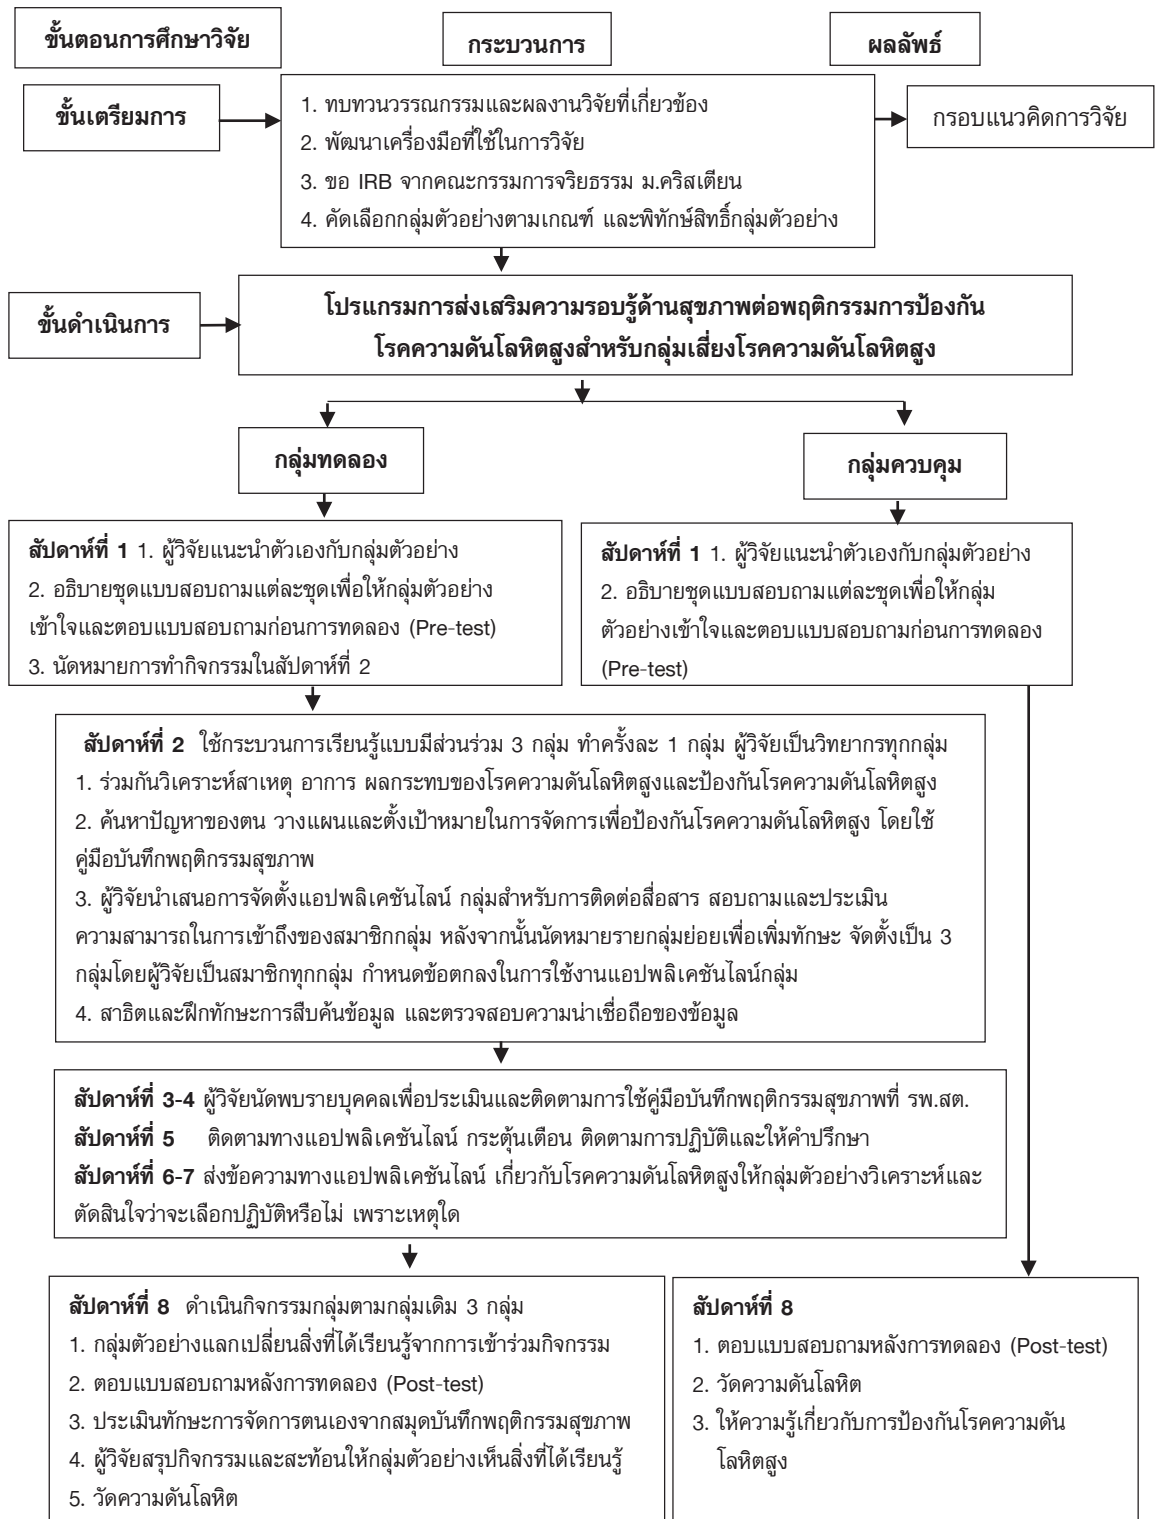 ขั้นตอนการศึกษาวิจัย
กระบวนการ
ผลลัพธ์
ขั้นเตรียมการ
1. ทบทวนวรรณกรรมและผลงานวิจัยที่เกี่ยวข้อง
2. พัฒนาเครื่องมือที่ใช้ในการวิจัย
3. ขอ IRB จากคณะกรรมการจริยธรรม ม.คริสเตียน
4. คัดเลือกกลุ่มตัวอย่างตามเกณฑ์ และพิทักษ์สิทธิ์กลุ่มตัวอย่าง
กรอบแนวคิดการวิจัย
ขั้นดำเนินการ
โปรแกรมการส่งเสริมความรอบรู้ด้านสุขภาพต่อพฤติกรรมการป้องกัน
โรคความดันโลหิตสูงสำหรับกลุ่มเสี่ยงโรคความดันโลหิตสูง
กลุ่มทดลอง
กลุ่มควบคุม
สัปดาห์ที่ 1 1. ผู้วิจัยแนะนำตัวเองกับกลุ่มตัวอย่าง
2. อธิบายชุดแบบสอบถามแต่ละชุดเพื่อให้กลุ่มตัวอย่าง
เข้าใจและตอบแบบสอบถามก่อนการทดลอง (Pre-test)
3. นัดหมายการทำกิจกรรมในสัปดาห์ที่ 2
สัปดาห์ที่ 1 1. ผู้วิจัยแนะนำตัวเองกับกลุ่มตัวอย่าง
2. อธิบายชุดแบบสอบถามแต่ละชุดเพื่อให้กลุ่ม
ตัวอย่างเข้าใจและตอบแบบสอบถามก่อนการทดลอง
(Pre-test)
สัปดาห์ที่ 2 ใช้กระบวนการเรียนรู้แบบมีส่วนร่วม 3 กลุ่ม ทำครั้งละ 1 กลุ่ม ผู้วิจัยเป็นวิทยากรทุกกลุ่ม
1. ร่วมกันวิเคราะห์สาเหตุ อาการ ผลกระทบของโรคความดันโลหิตสูงและป้องกันโรคความดันโลหิตสูง
2. ค้นหาปัญหาของตน วางแผนและตั้งเป้าหมายในการจัดการเพื่อป้องกันโรคความดันโลหิตสูง โดยใช้
คู่มือบันทึกพฤติกรรมสุขภาพ
3. ผู้วิจัยนำเสนอการจัดตั้งแอปพลิเคชันไลน์ กลุ่มสำหรับการติดต่อสื่อสาร สอบถามและประเมิน
ความสามารถในการเข้าถึงของสมาชิกกลุ่ม หลังจากนั้นนัดหมายรายกลุ่มย่อยเพื่อเพิ่มทักษะ จัดตั้งเป็น 3
กลุ่มโดยผู้วิจัยเป็นสมาชิกทุกกลุ่ม กำหนดข้อตกลงในการใช้งานแอปพลิเคชันไลน์กลุ่ม
4. สาธิตและฝึกทักษะการสืบค้นข้อมูล และตรวจสอบความน่าเชื่อถือของข้อมูล
สัปดาห์ที่ 3-4 ผู้วิจัยนัดพบรายบุคคลเพื่อประเมินและติดตามการใช้คู่มือบันทึกพฤติกรรมสุขภาพที่ รพ.สต.
สัปดาห์ที่ 5 ติดตามทางแอปพลิเคชันไลน์ กระตุ้นเตือน ติดตามการปฏิบัติและให้คำปรึกษา
สัปดาห์ที่ 6-7 ส่งข้อความทางแอปพลิเคชันไลน์ เกี่ยวกับโรคความดันโลหิตสูงให้กลุ่มตัวอย่างวิเคราะห์และ
ตัดสินใจว่าจะเลือกปฏิบัติหรือไม่ เพราะเหตุใด
สัปดาห์ที่ 8 ดำเนินกิจกรรมกลุ่มตามกลุ่มเดิม 3 กลุ่ม
1. กลุ่มตัวอย่างแลกเปลี่ยนสิ่งที่ได้เรียนรู้จากการเข้าร่วมกิจกรรม
2. ตอบแบบสอบถามหลังการทดลอง (Post-test)
3. ประเมินทักษะการจัดการตนเองจากสมุดบันทึกพฤติกรรมสุขภาพ
4. ผู้วิจัยสรุปกิจกรรมและสะท้อนให้กลุ่มตัวอย่างเห็นสิ่งที่ได้เรียนรู้
5. วัดความดันโลหิต
สัปดาห์ที่ 8
1. ตอบแบบสอบถามหลังการทดลอง (Post-test)
2. วัดความดันโลหิต
3. ให้ความรู้เกี่ยวกับการป้องกันโรคความดัน
โลหิตสูง